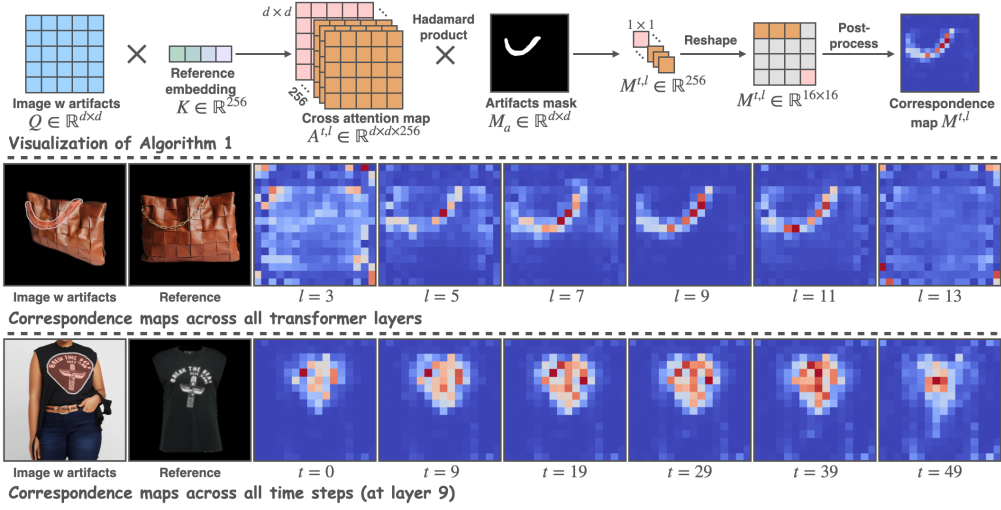 d × d
Hadamard
product
1 × 1
Reshape
Post-
process
256
Image w artifacts
Q ∈ ℝ^{d×d}
Reference
embedding
K ∈ ℝ^{256}
Cross attention map
A^{t,l} ∈ ℝ^{d×d×256}
Artifacts mask
M_a ∈ ℝ^{d×d}
M^{t,l} ∈ ℝ^{256}
M^{t,l} ∈ ℝ^{16×16}
Correspondence
map M^{t,l}
Visualization of Algorithm 1
Image w artifacts
Reference
l = 3
l = 5
l = 7
l = 9
l = 11
l = 13
Correspondence maps across all transformer layers
BREAK THE
BREAK THE
Image w artifacts
Reference
t = 0
t = 9
t = 19
t = 29
t = 39
t = 49
Correspondence maps across all time steps (at layer 9)